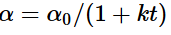 α = α₀/(1 + kt)